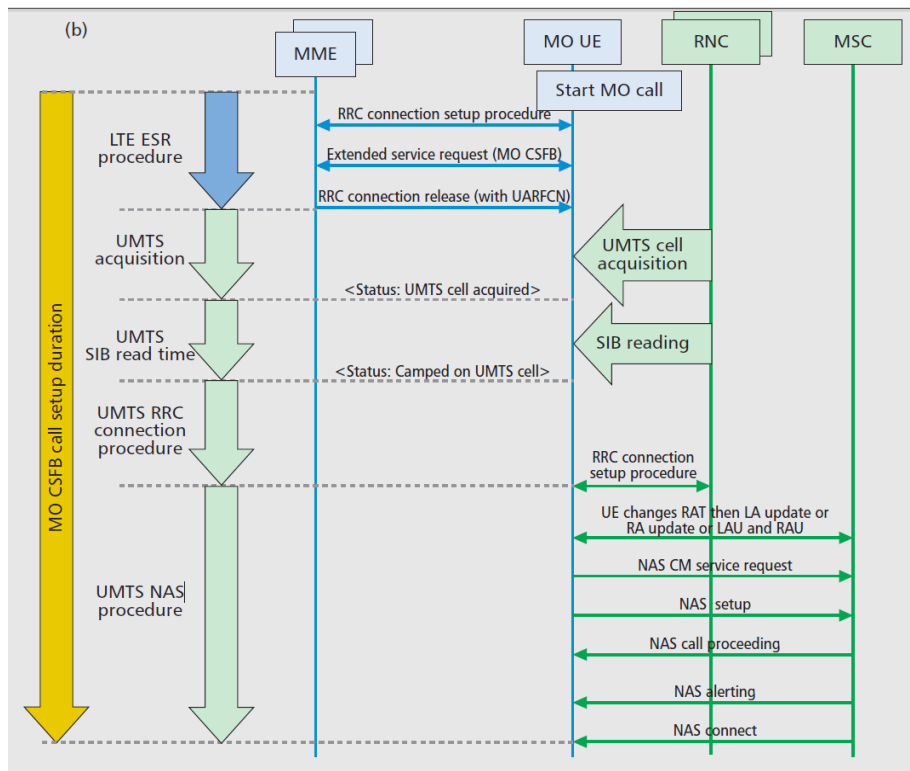 (b)
MME
MO UE
RNC
MSC
Start MO call
RRC connection setup procedure
LTE ESR
procedure
Extended service request (MO CSFB)
RRC connection release (with UARFCN)
UMTS
acquisition
UMTS cell
acquisition
<Status: UMTS cell acquired>
UMTS
SIB read time
SIB reading
<Status: Camped on UMTS cell>
UMTS RRC
connection
procedure
RRC connection
setup procedure
MO CSFB call setup duration
UE changes RAT then LA update or
RA update or LAU and RAU
NAS CM service request
UMTS NAS
procedure
NAS setup
NAS call proceeding
NAS alerting
NAS connect